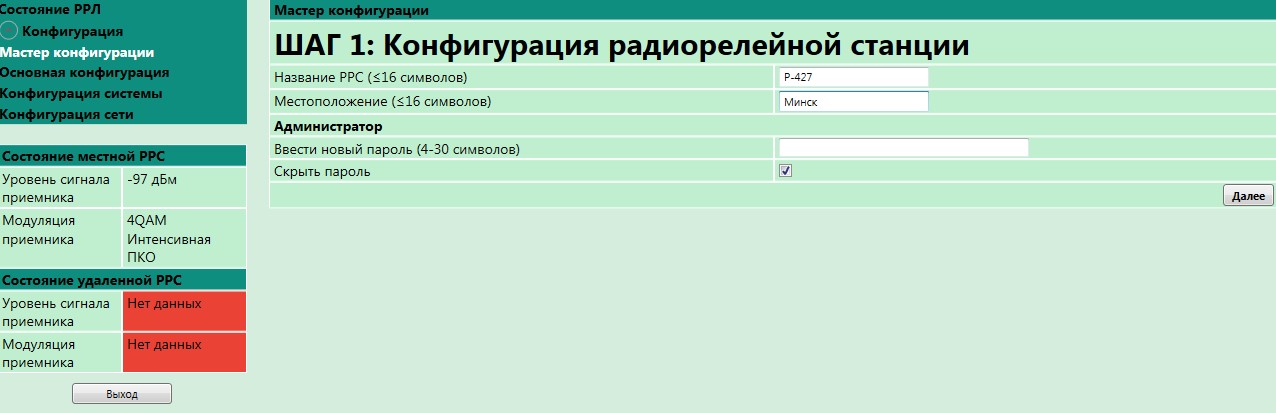 Состояние РРЛ
Конфигурация
Мастер конфигурации
Основная конфигурация
Конфигурация системы
Конфигурация сети
Состояние местной РРС
Уровень сигнала приемника -97 дБм
Модуляция приемника 4QAM Интенсивная ПКО
Состояние удаленной РРС
Уровень сигнала приемника Нет данных
Модуляция приемника Нет данных
Выход
Мастер конфигурации
ШАГ 1: Конфигурация радиорелейной станции
Название РРС (≤16 символов) Р-427
Местоположение (≤16 символов) Минск
Администратор
Ввести новый пароль (4-30 символов)
Скрыть пароль
Далее